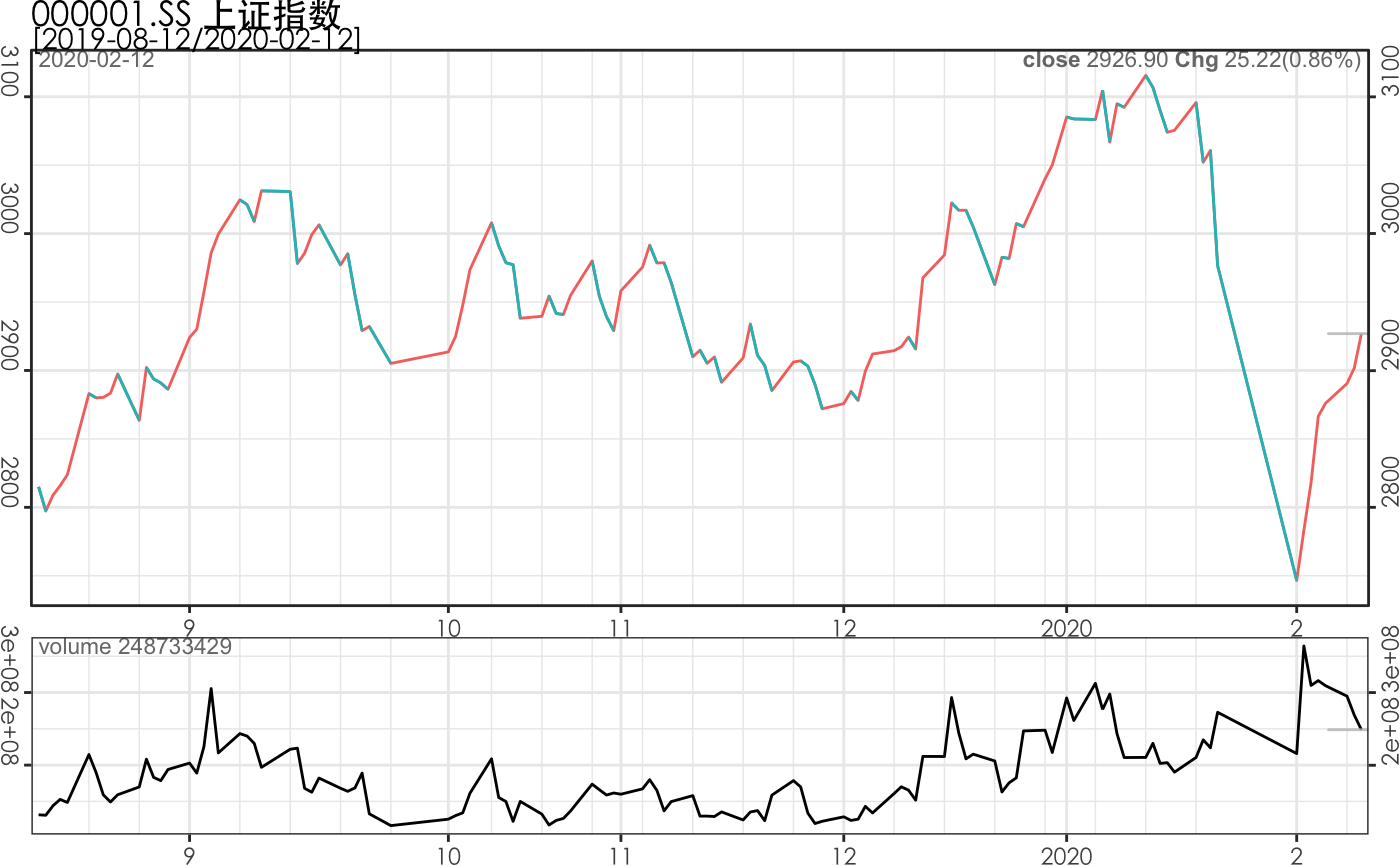 000001.SS 上证指数
[2019-08-12/2020-02-12]
2020-02-12
close 2926.90 Chg 25.22(0.86%)
3100
3000
2900
2800
3100
3000
2900
2800
9 10 11 12 2020 2
volume 248733429
3e+08
2e+08
3e+08
2e+08
9 10 11 12 2020 2